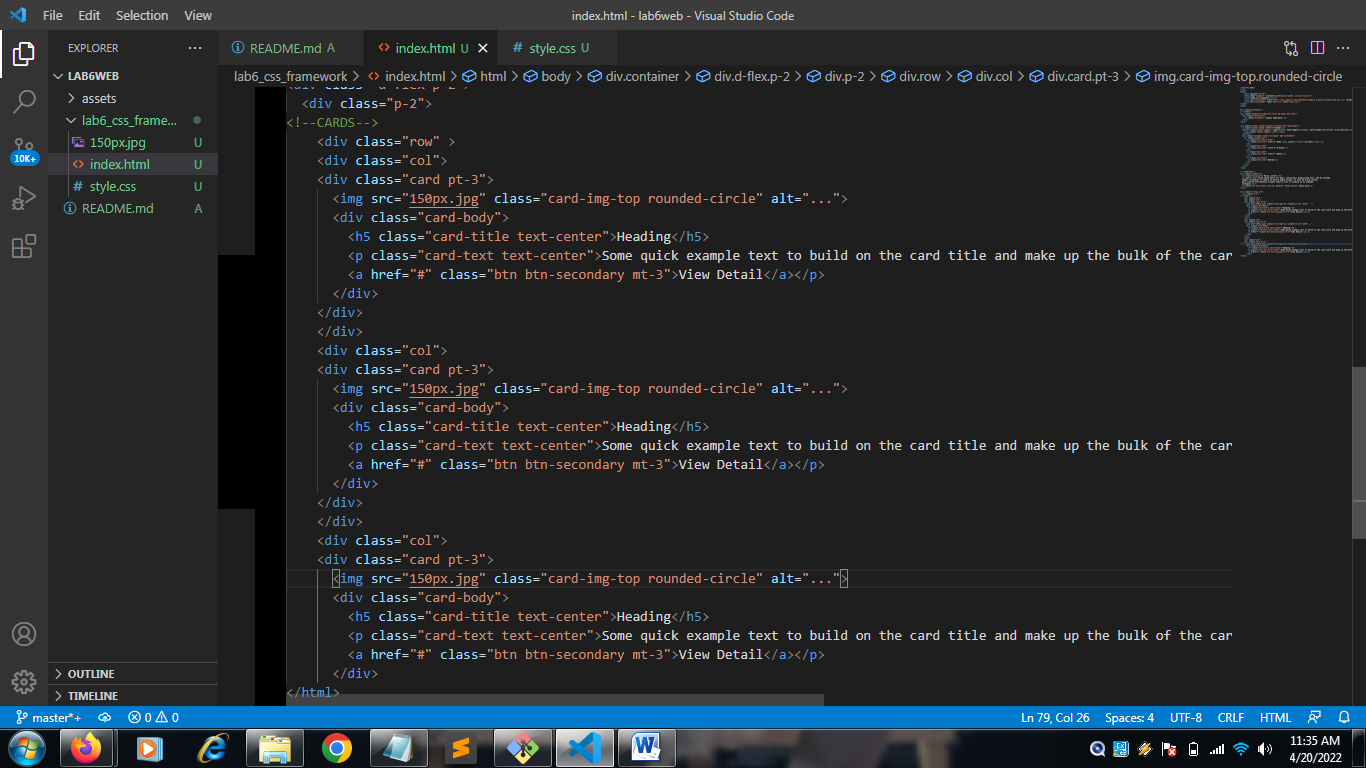 File Edit Selection View
index.html - lab6web - Visual Studio Code
EXPLORER
README.md A
index.html U
style.css U
LAB6WEB
assets
lab6_css_frame...
150px.jpg U
index.html U
style.css U
README.md A
10K+
OUTLINE
TIMELINE
lab6_css_framework > index.html > html > body > div.container > div.d-flex.p-2 > div.p-2 > div.row > div.col > div.card.pt-3 > img.card-img-top.rounded-circle
<div class="p-2">
<!--CARDS-->
<div class="row" >
<div class="col">
<div class="card pt-3">
<img src="150px.jpg" class="card-img-top rounded-circle" alt="...">
<div class="card-body">
<h5 class="card-title text-center">Heading</h5>
<p class="card-text text-center">Some quick example text to build on the card title and make up the bulk of the car
<a href="#" class="btn btn-secondary mt-3">View Detail</a></p>
</div>
</div>
</div>
<div class="col">
<div class="card pt-3">
<img src="150px.jpg" class="card-img-top rounded-circle" alt="...">
<div class="card-body">
<h5 class="card-title text-center">Heading</h5>
<p class="card-text text-center">Some quick example text to build on the card title and make up the bulk of the car
<a href="#" class="btn btn-secondary mt-3">View Detail</a></p>
</div>
</div>
</div>
<div class="col">
<div class="card pt-3">
<img src="150px.jpg" class="card-img-top rounded-circle" alt="...">
<div class="card-body">
<h5 class="card-title text-center">Heading</h5>
<p class="card-text text-center">Some quick example text to build on the card title and make up the bulk of the car
<a href="#" class="btn btn-secondary mt-3">View Detail</a></p>
</div>
</html>
master*+ 0 0
Ln 79, Col 26 Spaces: 4 UTF-8 CRLF HTML
11:35 AM
4/20/2022